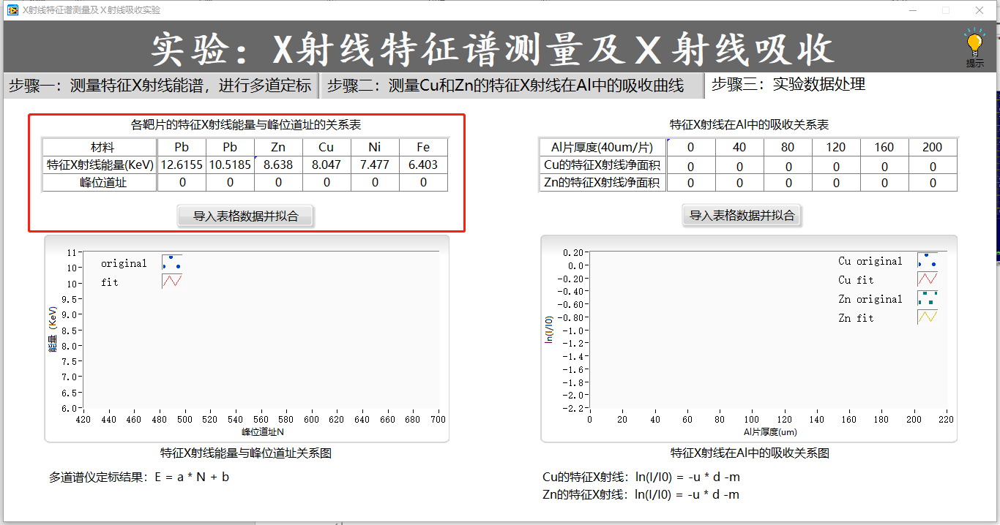 X射线特征谱测量及X射线吸收实验
实验：X射线特征谱测量及X射线吸收
提示
步骤一：测量特征X射线能谱，进行多道定标
步骤二：测量Cu和Zn的特征X射线在Al中的吸收曲线
步骤三：实验数据处理
各靶片的特征X射线能量与峰位道址的关系表
材料 Pb Pb Zn Cu Ni Fe
特征X射线能量(KeV) 12.6155 10.5185 8.638 8.047 7.477 6.403
峰位道址 0 0 0 0 0 0
导入表格数据并拟合
original
fit
11
10
10
9.5
9.0
8.5
8.0
7.5
7.0
6.5
6.0
能量 (KeV)
420 440 460 480 500 520 540 560 580 600 620 640 660 680 700
峰位道址N
特征X射线能量与峰位道址关系图
多道谱仪定标结果：E = a * N + b
特征X射线在Al中的吸收关系表
Al片厚度(40um/片) 0 40 80 120 160 200
Cu的特征X射线净面积 0 0 0 0 0 0
Zn的特征X射线净面积 0 0 0 0 0 0
导入表格数据并拟合
Cu original
Cu fit
Zn original
Zn fit
0.20
0.0
-0.20
-0.40
-0.60
-0.80
-1.0
-1.2
-1.4
-1.6
-1.8
-2.0
-2.2
ln(I/I0)
0 20 40 60 80 100 120 140 160 180 200 220
Al片厚度(um)
特征X射线在Al中的吸收关系图
Cu的特征X射线：ln(I/I0) = -u * d -m
Zn的特征X射线：ln(I/I0) = -u * d -m